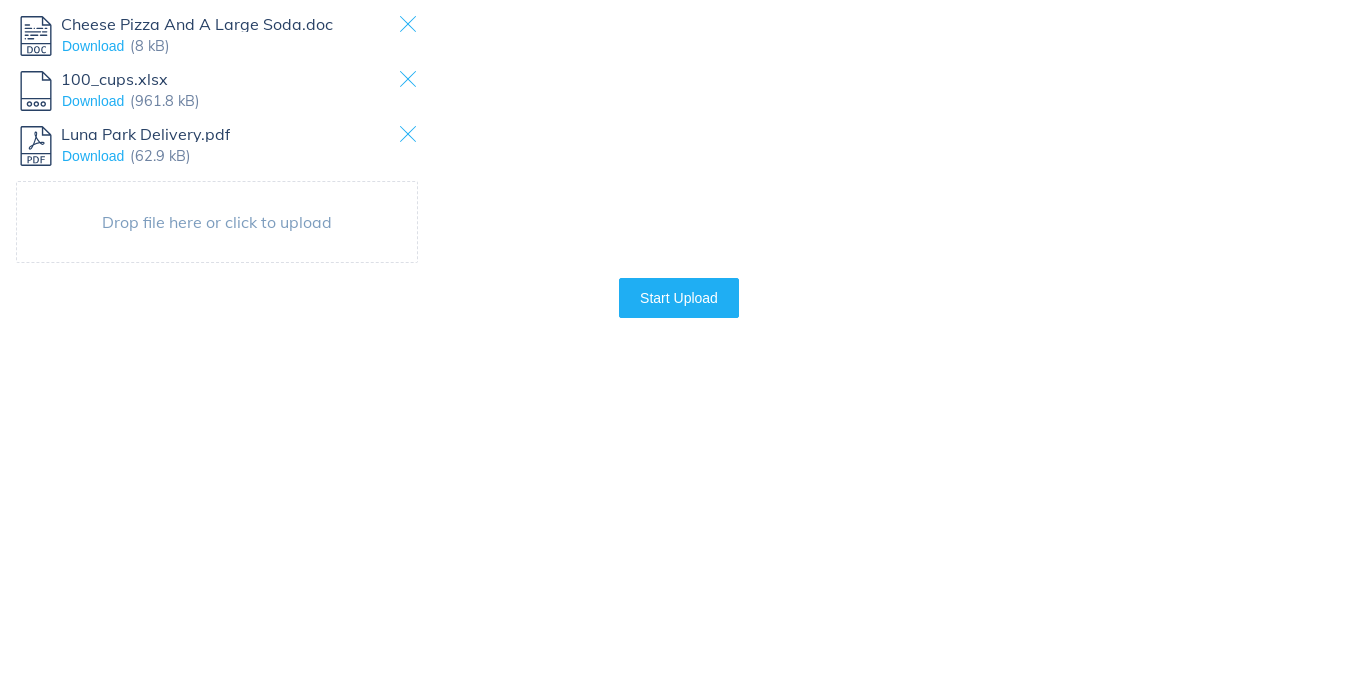 Cheese Pizza And A Large Soda.doc
DOC
Download (8 kB)
100_cups.xlsx
Download (961.8 kB)
Luna Park Delivery.pdf
PDF
Download (62.9 kB)
Drop file here or click to upload
Start Upload